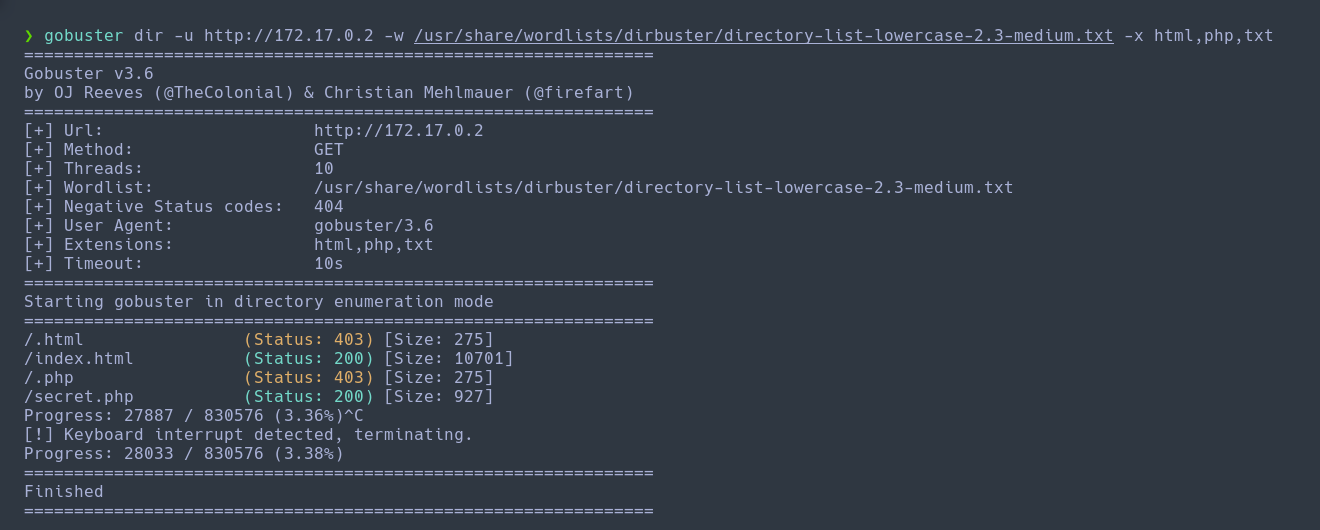 ❯ gobuster dir -u http://172.17.0.2 -w /usr/share/wordlists/dirbuster/directory-list-lowercase-2.3-medium.txt -x html,php,txt
===============================================================
Gobuster v3.6
by OJ Reeves (@TheColonial) & Christian Mehlmauer (@firefart)
===============================================================
[+] Url:                     http://172.17.0.2
[+] Method:                  GET
[+] Threads:                 10
[+] Wordlist:                /usr/share/wordlists/dirbuster/directory-list-lowercase-2.3-medium.txt
[+] Negative Status codes:   404
[+] User Agent:              gobuster/3.6
[+] Extensions:              html,php,txt
[+] Timeout:                 10s
===============================================================
Starting gobuster in directory enumeration mode
===============================================================
/.html                (Status: 403) [Size: 275]
/index.html           (Status: 200) [Size: 10701]
/.php                 (Status: 403) [Size: 275]
/secret.php           (Status: 200) [Size: 927]
Progress: 27887 / 830576 (3.36%)^C
[!] Keyboard interrupt detected, terminating.
Progress: 28033 / 830576 (3.38%)
===============================================================
Finished
===============================================================